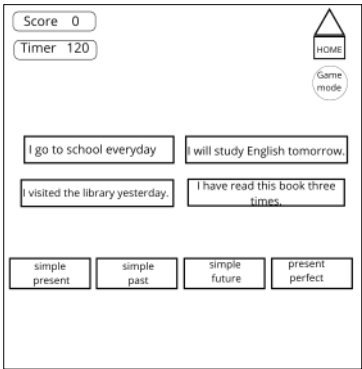 Score 0
Timer 120
HOME
Game
mode
I go to school everyday
I will study English tomorrow.
I visited the library yesterday.
I have read this book three
times.
simple
present
simple
past
simple
future
present
perfect